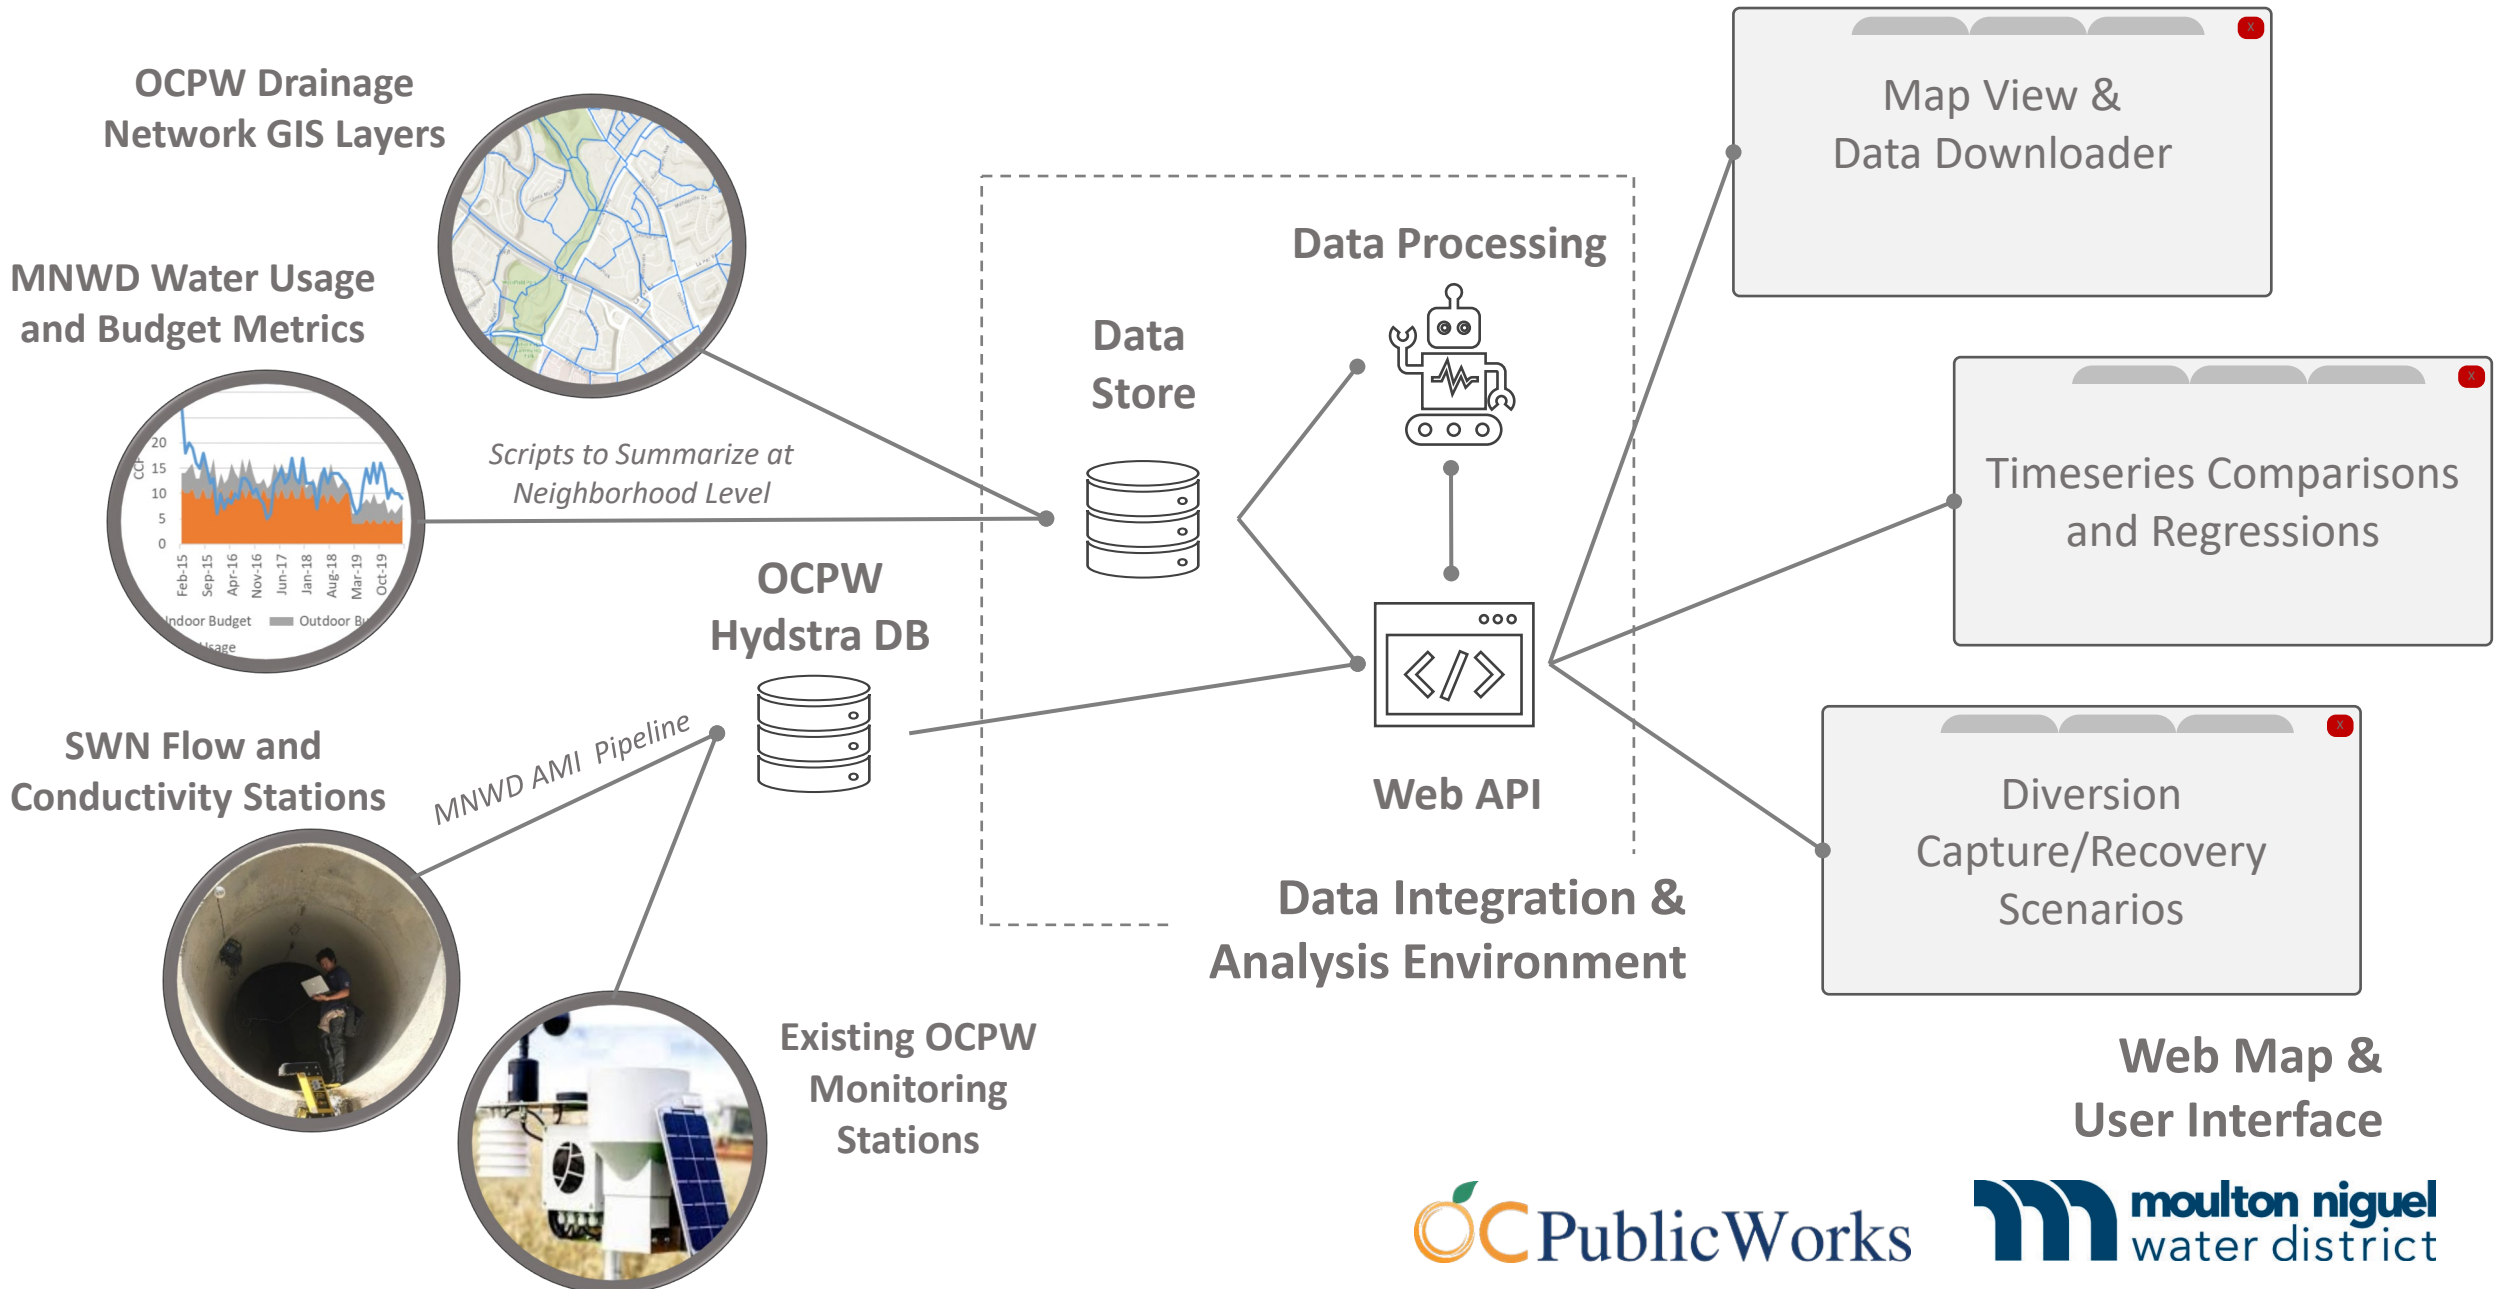 OCPW Drainage
Network GIS Layers
MNWD Water Usage
and Budget Metrics
20
15
10
5
0
Feb-15
Sep-15
Apr-16
Nov-16
Jun-17
Jan-18
Aug-18
Mar-19
Oct-19
ndoor Budget
Outdoor Bu
Scripts to Summarize at
Neighborhood Level
SWN Flow and
Conductivity Stations
MNWD AMI Pipeline
OCPW
Hydstra DB
Existing OCPW
Monitoring
Stations
Data
Store
Data Processing
</>
Web API
Data Integration &
Analysis Environment
X
Map View &
Data Downloader
X
Timeseries Comparisons
and Regressions
X
Diversion
Capture/Recovery
Scenarios
Web Map &
User Interface
OC PublicWorks
moulton niguel
water district